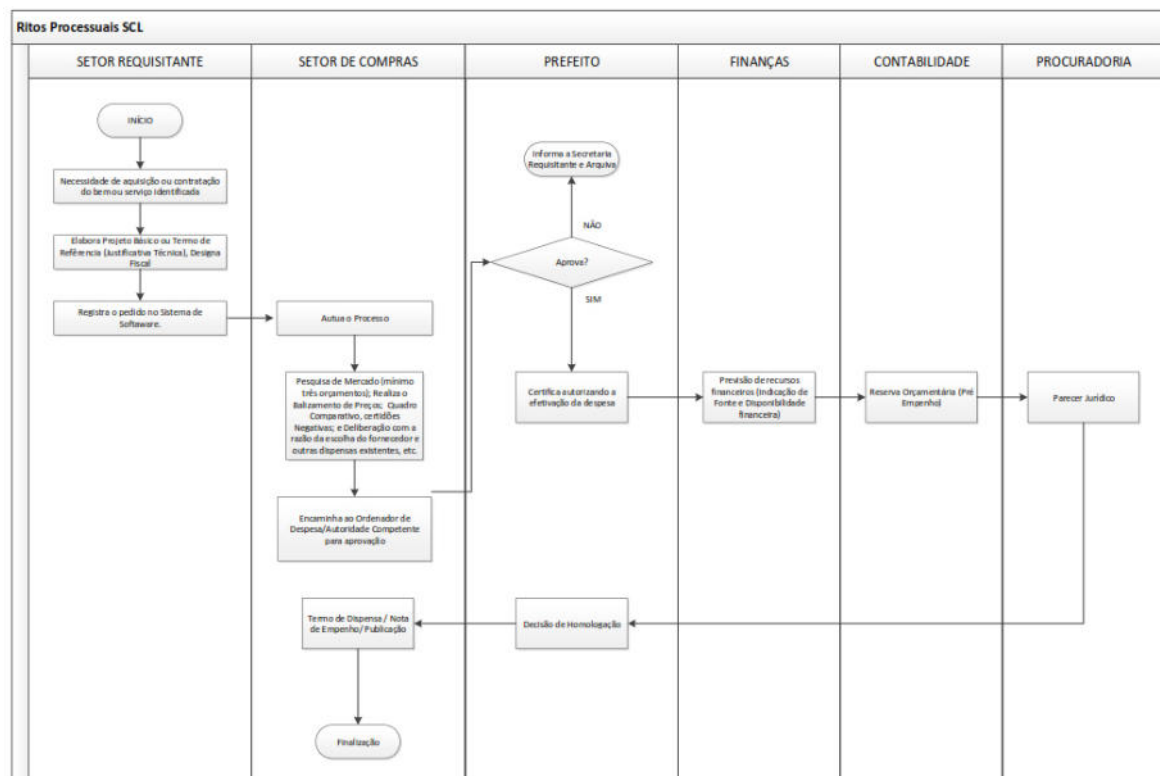 Ritos Processuais SCL
SETOR REQUISITANTE
SETOR DE COMPRAS
PREFEITO
FINANÇAS
CONTABILIDADE
PROCURADORIA
INÍCIO
Necessidade de aquisição ou contratação
do bem ou serviço identificada
Elabora Projeto Básico ou Termo de
Refêrencia (Justificativa Técnica), Designa
Fiscal
Registra o pedido no Sistema de
Softaware.
Autua o Processo
Pesquisa de Mercado (mínimo
três orçamentos); Realiza o
Balizamento de Preços; Quadro
Comparativo, certidões
Negativas; e Deliberação com a
razão da escolha do fornecedor e
outras dispensas existentes, etc.
Encaminha ao Ordenador de
Despesa/Autoridade Competente
para aprovação
Informa a Secretaria
Requisitante e Arquiva
NÃO
Aprova?
SIM
Certifica autorizando a
efetivação da despesa
Previsão de recursos
financeiros (Indicação de
Fonte e Disponibilidade
financeira)
Reserva Orçamentária (Pré
Empenho)
Parecer Jurídico
Decisão de Homologação
Termo de Dispensa / Nota
de Empenho/ Publicação
Finalização